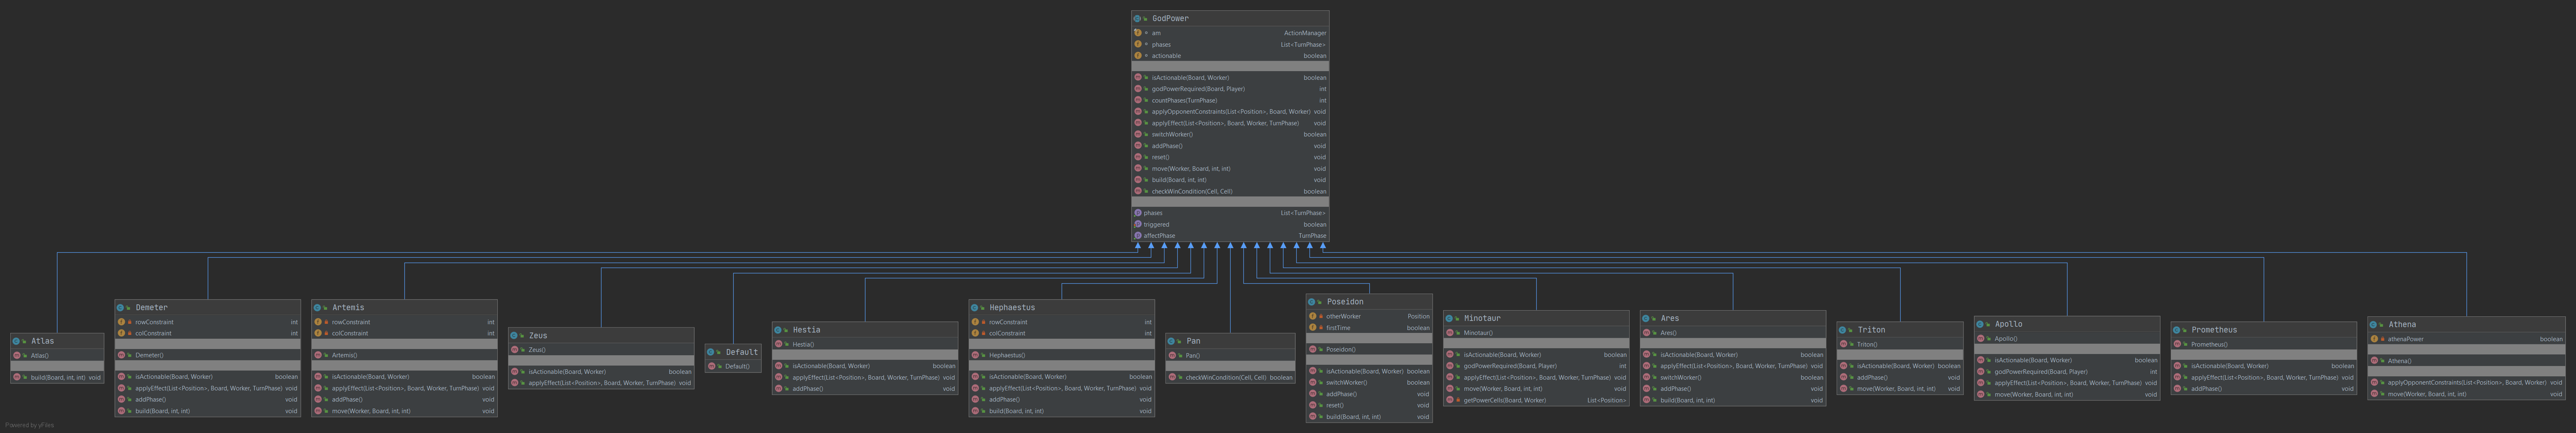 GodPower
am ActionManager
phases List<TurnPhase>
actionable boolean
isActionable(Board, Worker) boolean
godPowerRequired(Board, Player) int
countPhases(TurnPhase) int
applyOpponentConstraints(List<Position>, Board, Worker) void
applyEffect(List<Position>, Board, Worker, TurnPhase) void
switchWorker() boolean
addPhase() void
reset() void
move(Worker, Board, int, int) void
build(Board, int, int) void
checkWinCondition(Cell, Cell) boolean
phases List<TurnPhase>
triggered boolean
affectPhase TurnPhase
Atlas
Atlas()
build(Board, int, int) void
Demeter
rowConstraint int
colConstraint int
Demeter()
isActionable(Board, Worker) boolean
applyEffect(List<Position>, Board, Worker, TurnPhase) void
addPhase() void
build(Board, int, int) void
Artemis
rowConstraint int
colConstraint int
Artemis()
isActionable(Board, Worker) boolean
applyEffect(List<Position>, Board, Worker, TurnPhase) void
addPhase() void
move(Worker, Board, int, int) void
Zeus
Zeus()
isActionable(Board, Worker) boolean
applyEffect(List<Position>, Board, Worker, TurnPhase) void
Default
Default()
Hestia
Hestia()
isActionable(Board, Worker) boolean
applyEffect(List<Position>, Board, Worker, TurnPhase) void
addPhase() void
Hephaestus
rowConstraint int
colConstraint int
Hephaestus()
isActionable(Board, Worker) boolean
applyEffect(List<Position>, Board, Worker, TurnPhase) void
addPhase() void
build(Board, int, int) void
Pan
Pan()
checkWinCondition(Cell, Cell) boolean
Poseidon
otherWorker Position
firstTime boolean
Poseidon()
isActionable(Board, Worker) boolean
switchWorker() boolean
addPhase() void
reset() void
build(Board, int, int) void
Minotaur
Minotaur()
isActionable(Board, Worker) boolean
godPowerRequired(Board, Player) int
applyEffect(List<Position>, Board, Worker, TurnPhase) void
move(Worker, Board, int, int) void
getPowerCells(Board, Worker) List<Position>
Ares
Ares()
isActionable(Board, Worker) boolean
applyEffect(List<Position>, Board, Worker, TurnPhase) void
switchWorker() boolean
addPhase() void
build(Board, int, int) void
Triton
Triton()
isActionable(Board, Worker) boolean
addPhase() void
move(Worker, Board, int, int) void
Apollo
Apollo()
isActionable(Board, Worker) boolean
godPowerRequired(Board, Player) int
applyEffect(List<Position>, Board, Worker, TurnPhase) void
move(Worker, Board, int, int) void
Prometheus
Prometheus()
isActionable(Board, Worker) boolean
applyEffect(List<Position>, Board, Worker, TurnPhase) void
addPhase() void
Athena
athenaPower boolean
Athena()
applyOpponentConstraints(List<Position>, Board, Worker) void
move(Worker, Board, int, int) void
Powered by yFiles